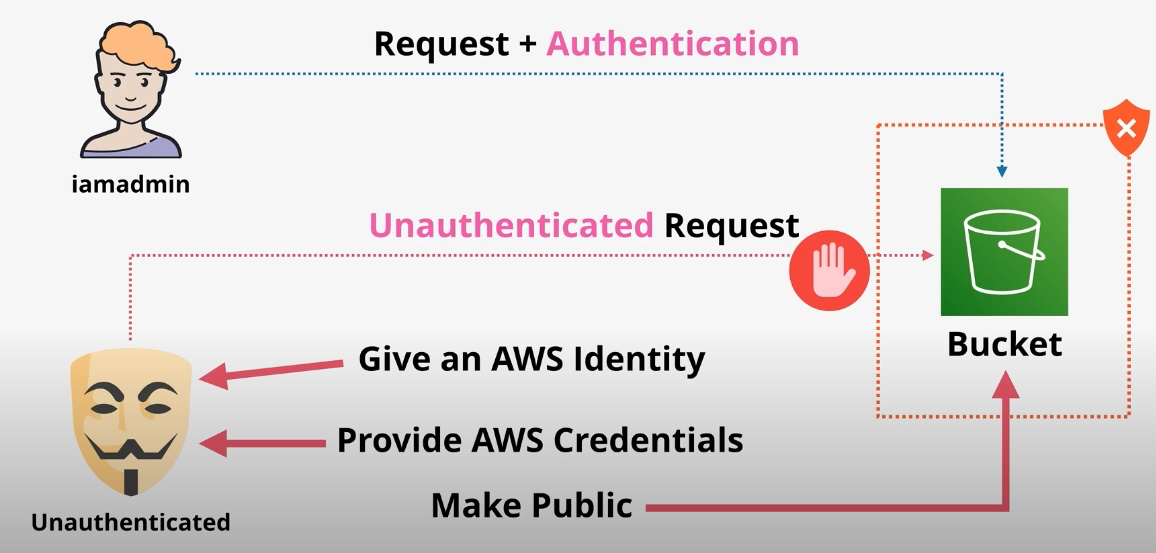 Request + Authentication
iamadmin
Unauthenticated Request
Give an AWS Identity
Bucket
Provide AWS Credentials
Make Public
Unauthenticated